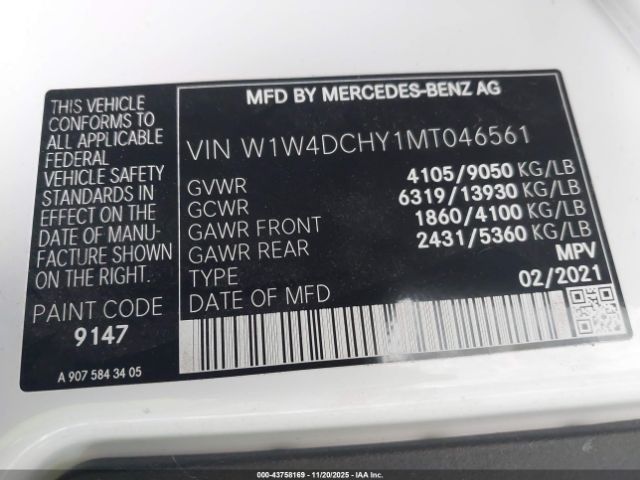 MFD BY MERCEDES-BENZ AG
THIS VEHICLE
CONFORMS TO
ALL APPLICABLE
FEDERAL
VEHICLE SAFETY
STANDARDS IN
EFFECT ON THE
DATE OF MANU-
FACTURE SHOWN
ABOVE.
PAINT CODE
9147
A 907 584 34 05
VIN W1W4DCHY1MT046561
GVWR 4105/9050 KG/LB
GCWR 6319/13930 KG/LB
GAWR FRONT 1860/4100 KG/LB
GAWR REAR 2431/5360 KG/LB
TYPE MPV
DATE OF MFD 02/2021
000-43758169 - 11/20/2025 - IAA Inc.